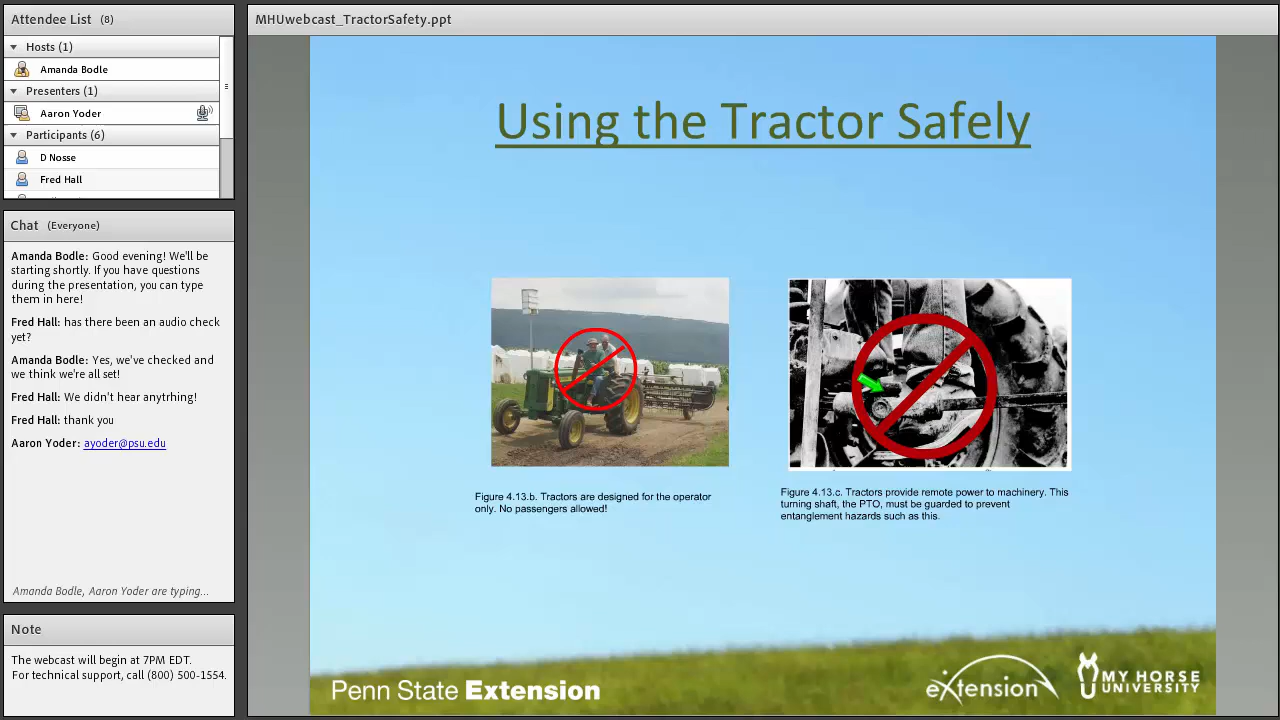 Attendee List (8)
Hosts (1)
Amanda Bodle
Presenters (1)
Aaron Yoder
Participants (6)
D Nosse
Fred Hall
Chat (Everyone)
Amanda Bodle: Good evening! We'll be
starting shortly. If you have questions
during the presentation, you can type
them in here!
Fred Hall: has there been an audio check
yet?
Amanda Bodle: Yes, we've checked and
we think we're all set!
Fred Hall: We didn't hear anytrhing!
Fred Hall: thank you
Aaron Yoder: ayoder@psu.edu
Amanda Bodle, Aaron Yoder are typing...
Note
The webcast will begin at 7PM EDT.
For technical support, call (800) 500-1554.
MHUwebcast_TractorSafety.ppt
Using the Tractor Safely
Figure 4.13.b. Tractors are designed for the operator
only. No passengers allowed!
Figure 4.13.c. Tractors provide remote power to machinery. This
turning shaft, the PTO, must be guarded to prevent
entanglement hazards such as this.
Penn State Extension
eXtension
MY HORSE
UNIVERSITY